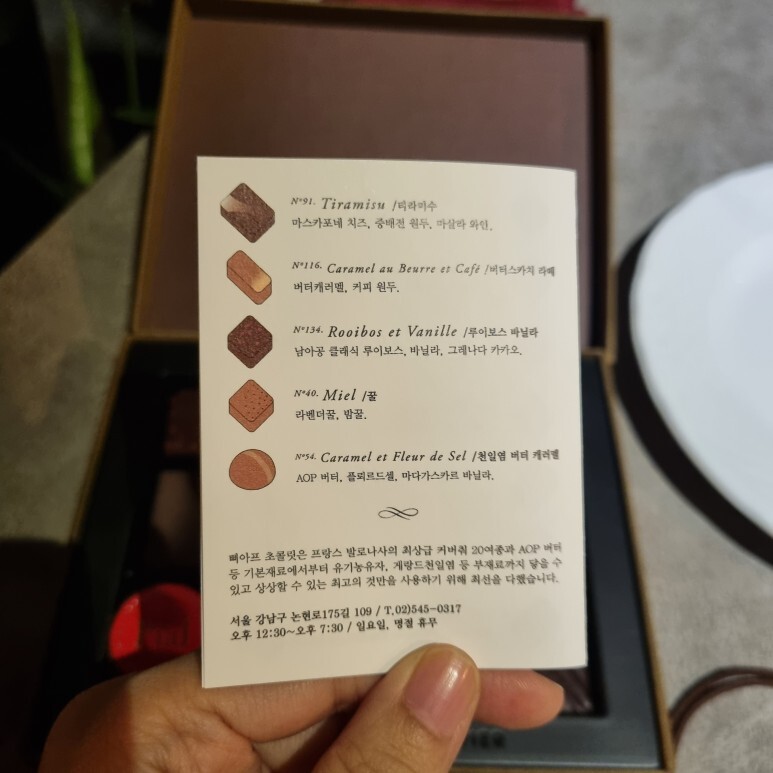 Nº91. Tiramisu /티라미수
마스카포네 치즈, 중배전 원두, 마살라 와인.
Nº116. Caramel au Beurre et Café /버터스카치 라떼
버터캐러멜, 커피 원두.
Nº134. Rooibos et Vanille /루이보스 바닐라
남아공 클래식 루이보스, 바닐라, 그레나다 카카오.
Nº40. Miel /꿀
라벤더꿀, 밤꿀.
Nº54. Caramel et Fleur de Sel /천일염 버터 캐러멜
AOP 버터, 플뢰르드셀, 마다가스카르 바닐라.
삐아프 초콜릿은 프랑스 발로나사의 최상급 커버춰 20여종과 AOP 버터
등 기본재료에서부터 유기농유자, 게랑드천일염 등 부재료까지 닿을 수
있고 상상할 수 있는 최고의 것만을 사용하기 위해 최선을 다했습니다.
서울 강남구 논현로175길 109 / T.02)545-0317
오후 12:30~오후 7:30 / 일요일, 명절 휴무